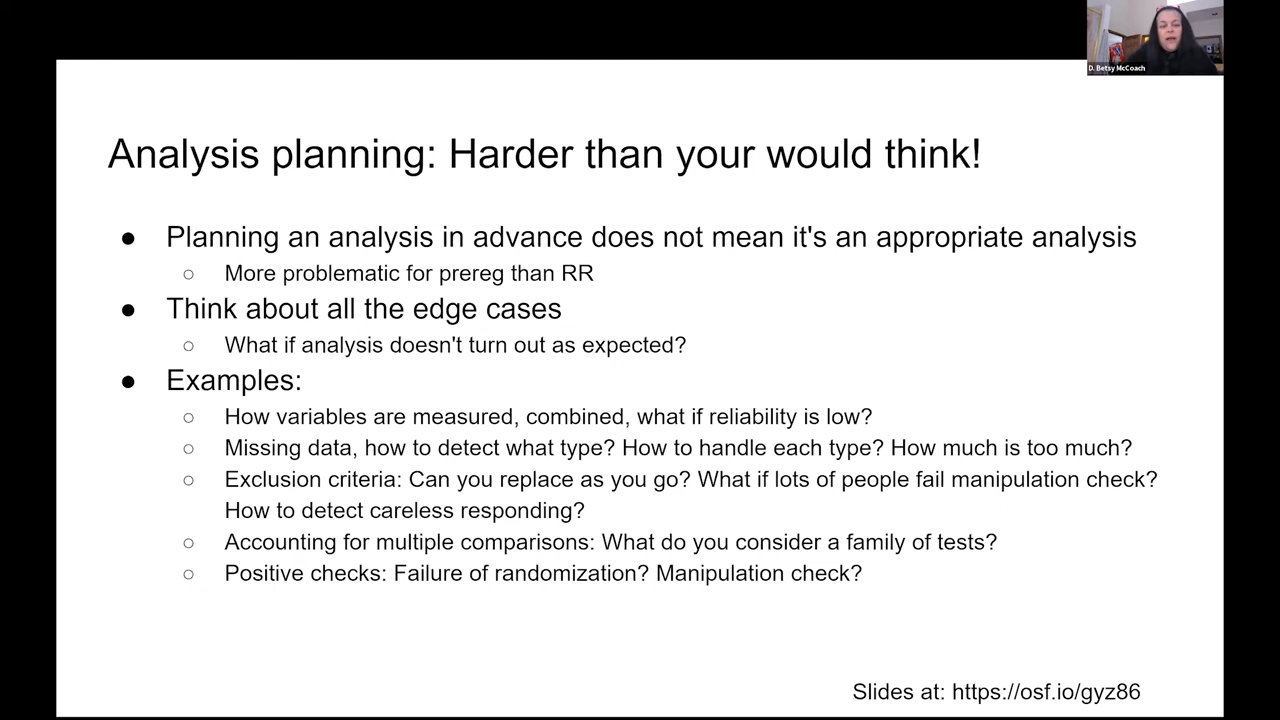 D. Betsy McCoach
Analysis planning: Harder than your would think!
● Planning an analysis in advance does not mean it's an appropriate analysis
○ More problematic for prereg than RR
● Think about all the edge cases
○ What if analysis doesn't turn out as expected?
● Examples:
○ How variables are measured, combined, what if reliability is low?
○ Missing data, how to detect what type? How to handle each type? How much is too much?
○ Exclusion criteria: Can you replace as you go? What if lots of people fail manipulation check?
How to detect careless responding?
○ Accounting for multiple comparisons: What do you consider a family of tests?
○ Positive checks: Failure of randomization? Manipulation check?
Slides at: https://osf.io/gyz86